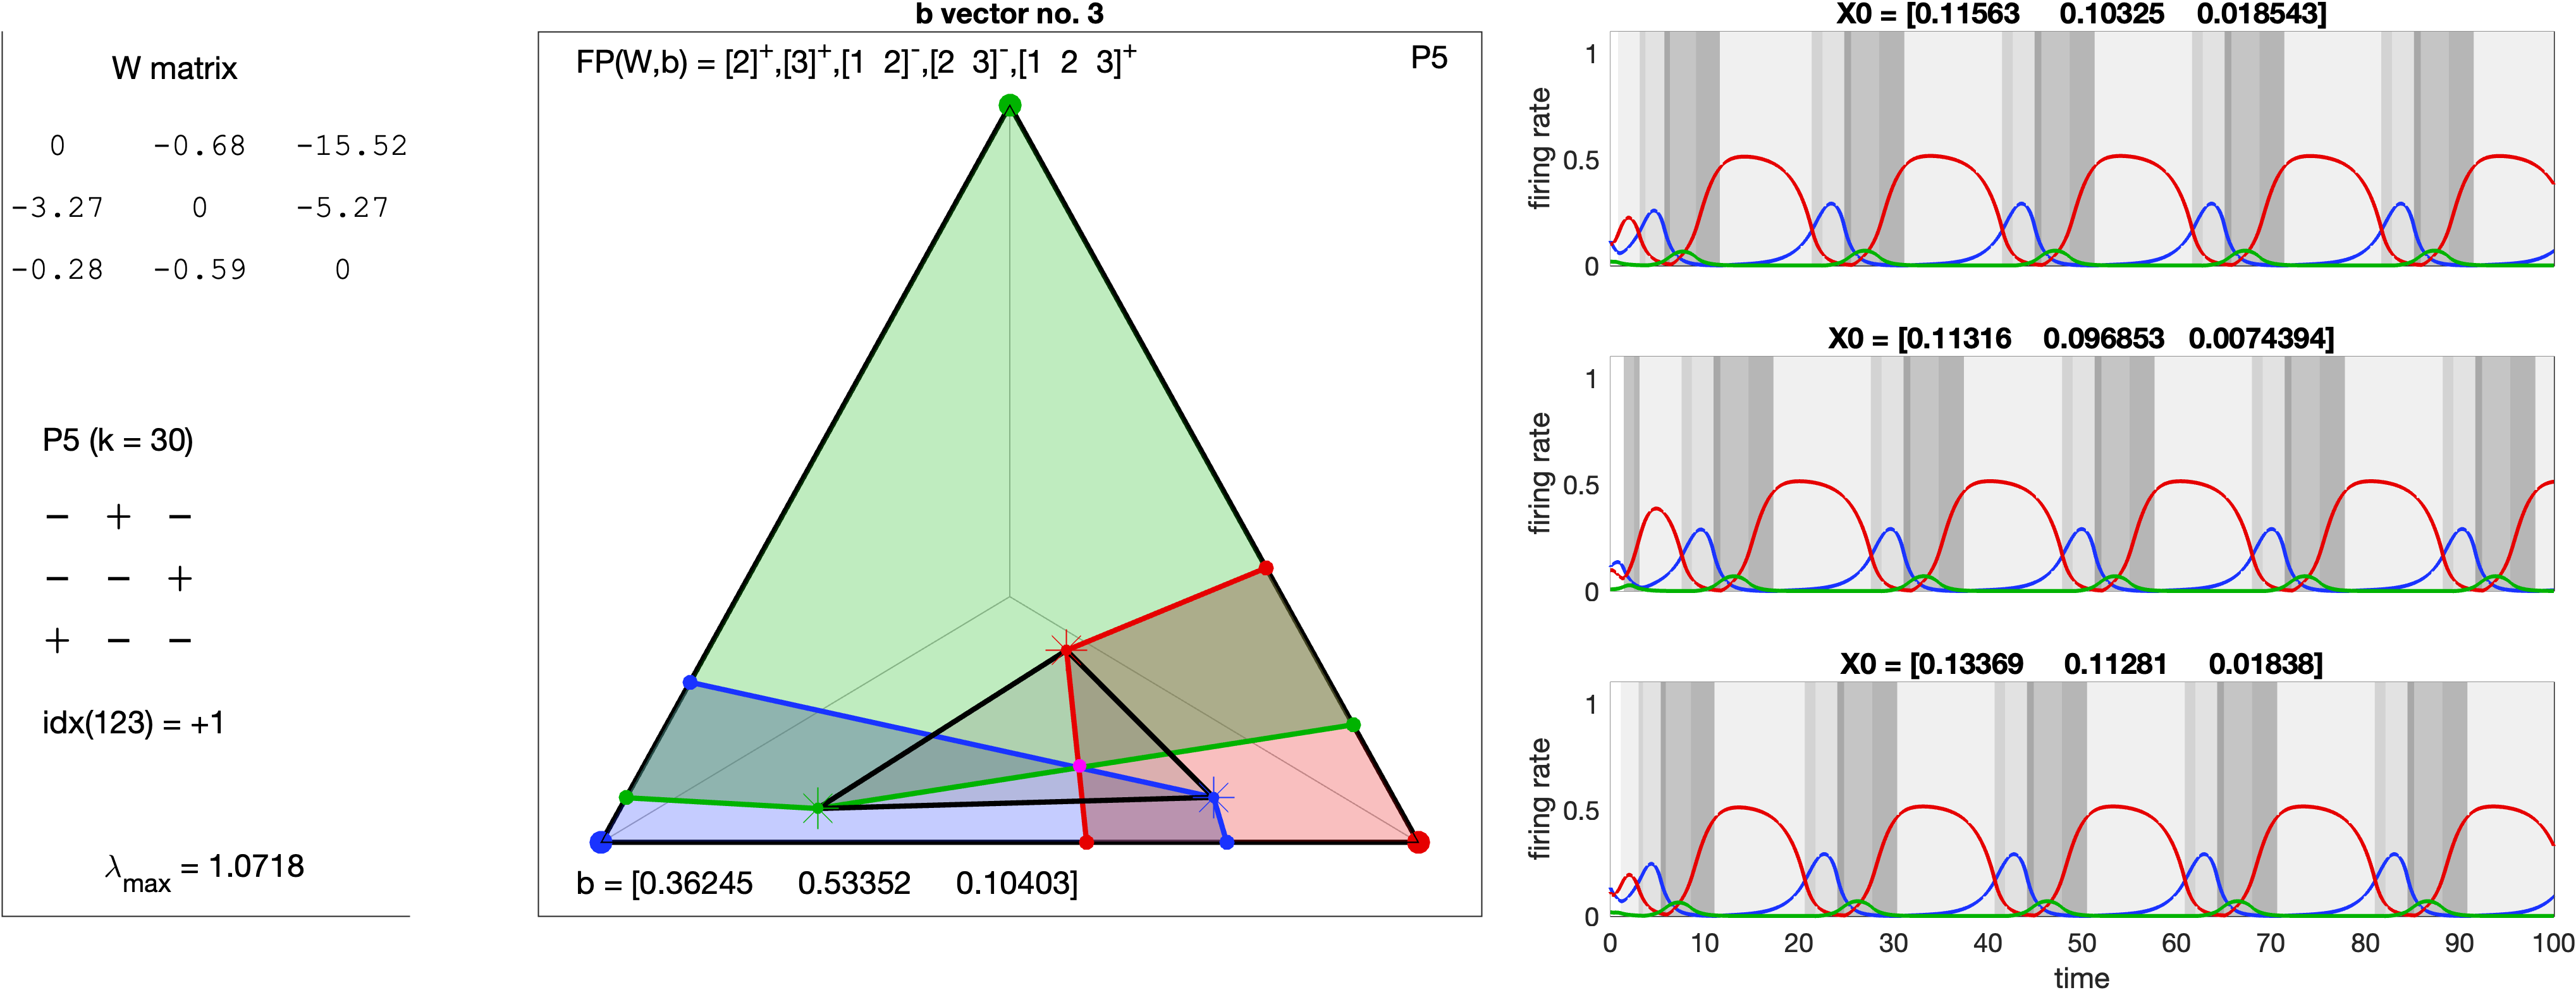 W matrix
0 -0.68 -15.52
-3.27 0 -5.27
-0.28 -0.59 0
P5 (k = 30)
− + −
− − +
+ − −
idx(123) = +1
λmax = 1.0718
b vector no. 3
FP(W,b) = [2]⁺,[3]⁺,[1 2]⁻,[2 3]⁻,[1 2 3]⁺
P5
b = [0.36245 0.53352 0.10403]
X0 = [0.11563 0.10325 0.018543]
firing rate
1
0.5
0
X0 = [0.11316 0.096853 0.0074394]
firing rate
1
0.5
0
X0 = [0.13369 0.11281 0.01838]
firing rate
1
0.5
0
0 10 20 30 40 50 60 70 80 90 100
time